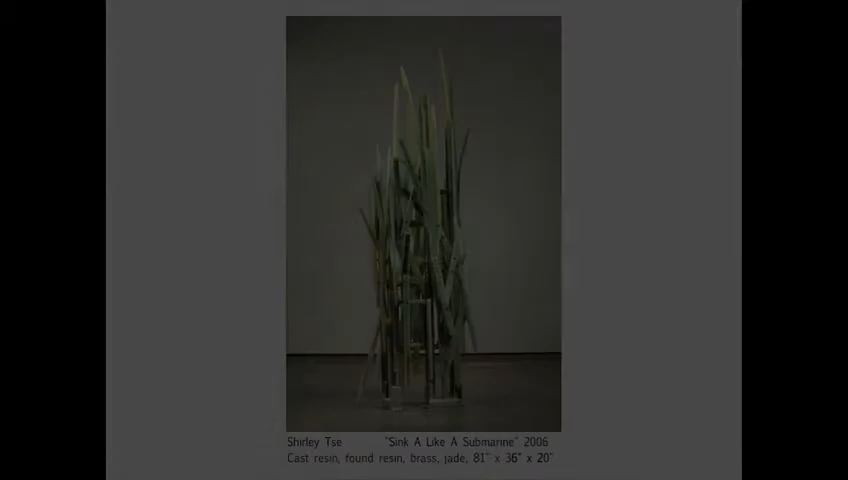 Shirley Tse "Sink A Like A Submarine" 2006
Cast resin, found resin, brass, jade, 81" x 36" x 20"